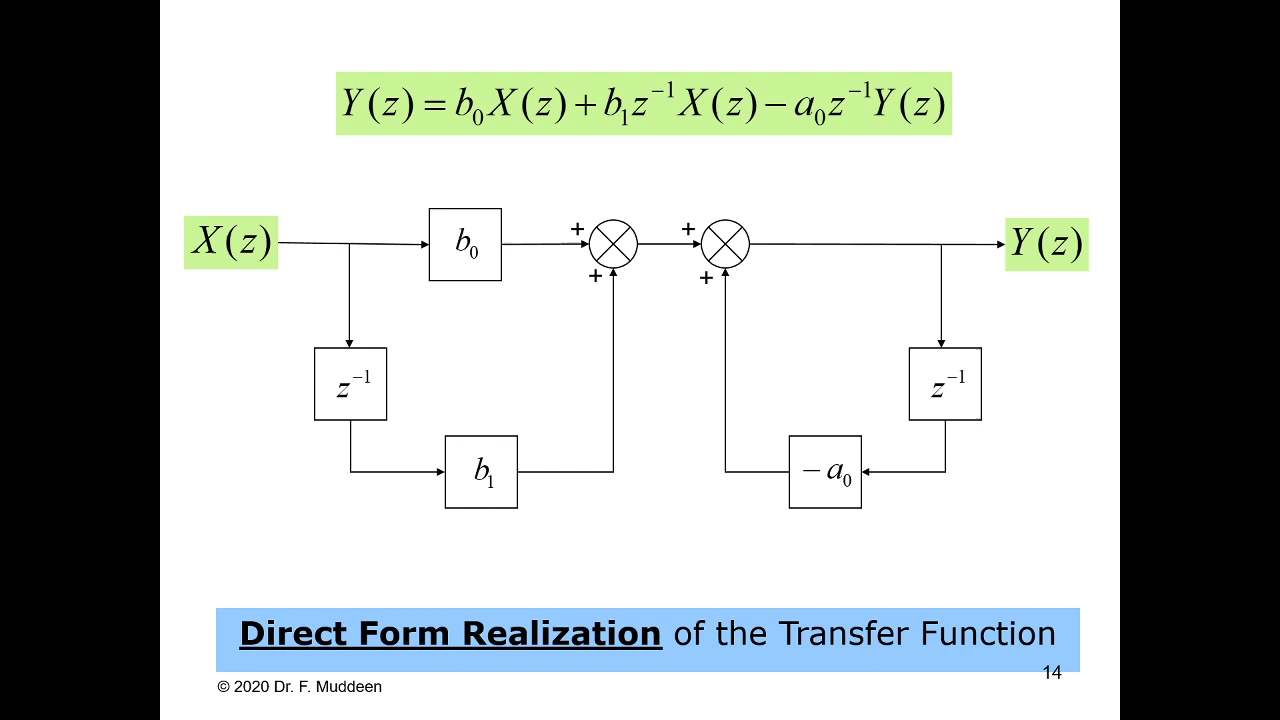 Y(z) = b₀X(z) + b₁z⁻¹X(z) − a₀z⁻¹Y(z)
X(z) b₀ + + + + Y(z)
z⁻¹ z⁻¹
b₁ − a₀
Direct Form Realization of the Transfer Function
14
© 2020 Dr. F. Muddeen